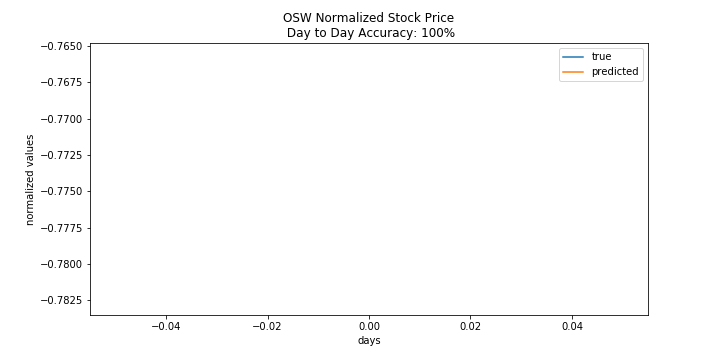 OSW Normalized Stock Price
Day to Day Accuracy: 100%
true
predicted
normalized values
−0.7650
−0.7675
−0.7700
−0.7725
−0.7750
−0.7775
−0.7800
−0.7825
−0.04
−0.02
0.00
0.02
0.04
days